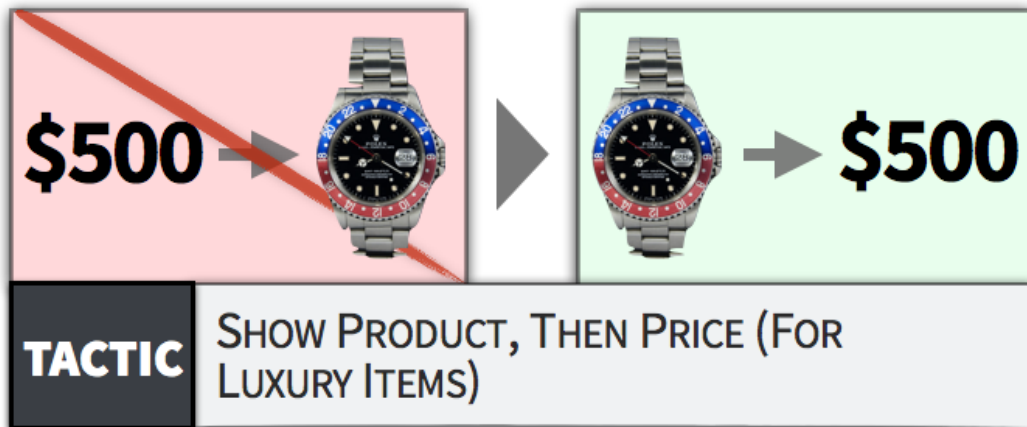 $500
$500
TACTIC
SHOW PRODUCT, THEN PRICE (FOR
LUXURY ITEMS)